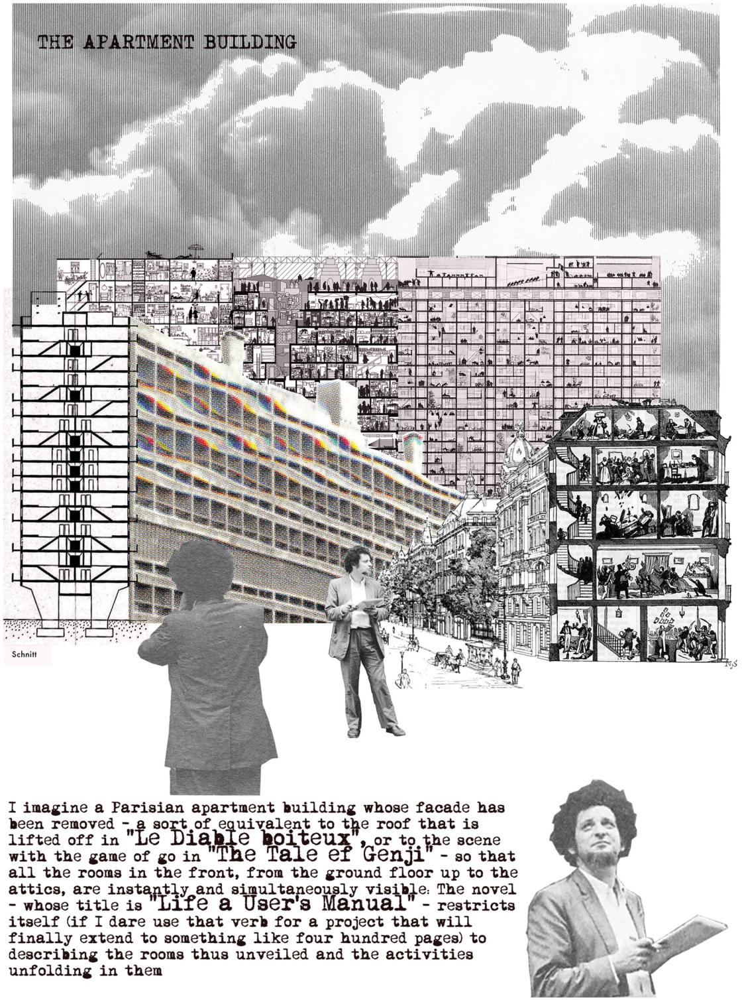 THE APARTMENT BUILDING
Schnitt
I imagine a Parisian apartment building whose facade has
been removed - a sort of equivalent to the roof that is
lifted off in "Le Diable boiteux", or to the scene
with the game of go in "The Tale ef Genji" - so that
all the rooms in the front, from the ground floor up to the
attics, are instantly and simultaneously visible: The novel
- whose title is "Life a User's Manual" - restricts
itself (if I dare use that verb for a project that will
finally extend to something like four hundred pages) to
describing the rooms thus unveiled and the activities
unfolding in them